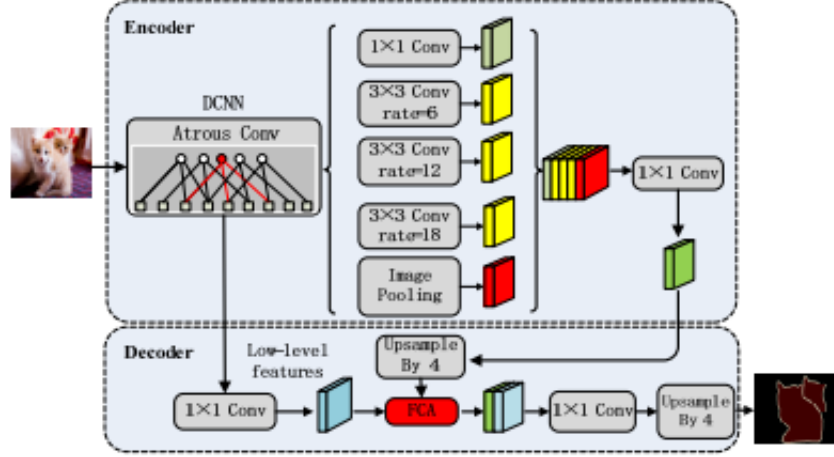 Encoder
DCNN
Atrous Conv
1×1 Conv
3×3 Conv
rate=6
3×3 Conv
rate=12
3×3 Conv
rate=18
Image
Pooling
1×1 Conv
Decoder
Low-level
features
Upsample
By 4
1×1 Conv
FCA
1×1 Conv
Upsample
By 4